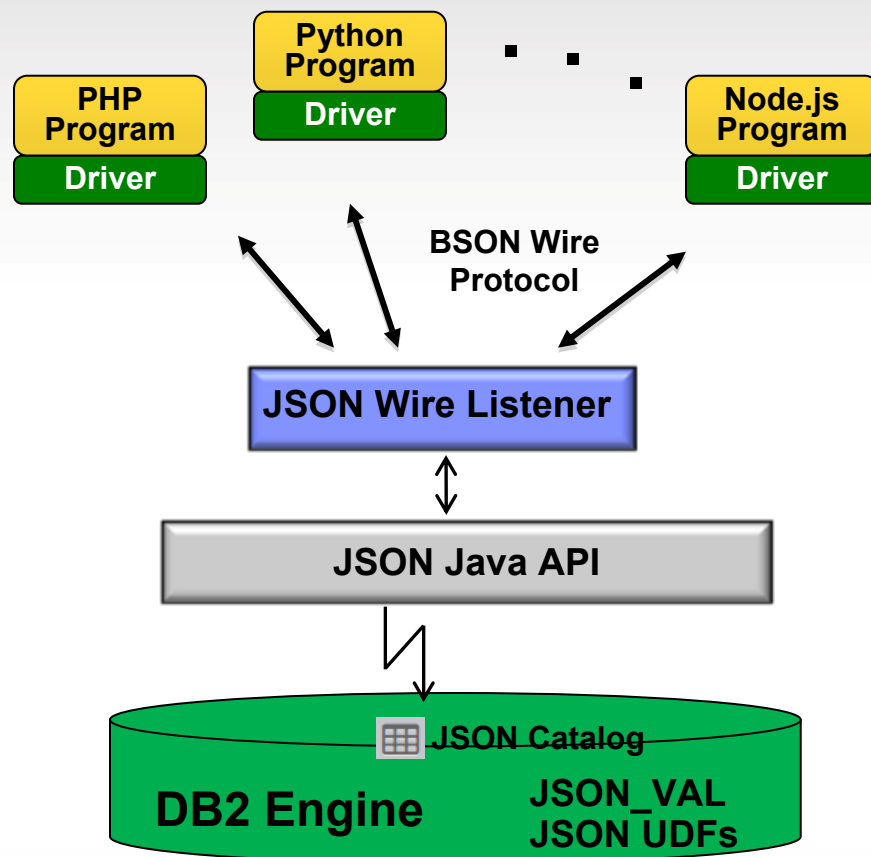 Python
Program
Driver
PHP
Program
Driver
Node.js
Program
Driver
BSON Wire
Protocol
JSON Wire Listener
JSON Java API
JSON Catalog
DB2 Engine
JSON_VAL
JSON UDFs